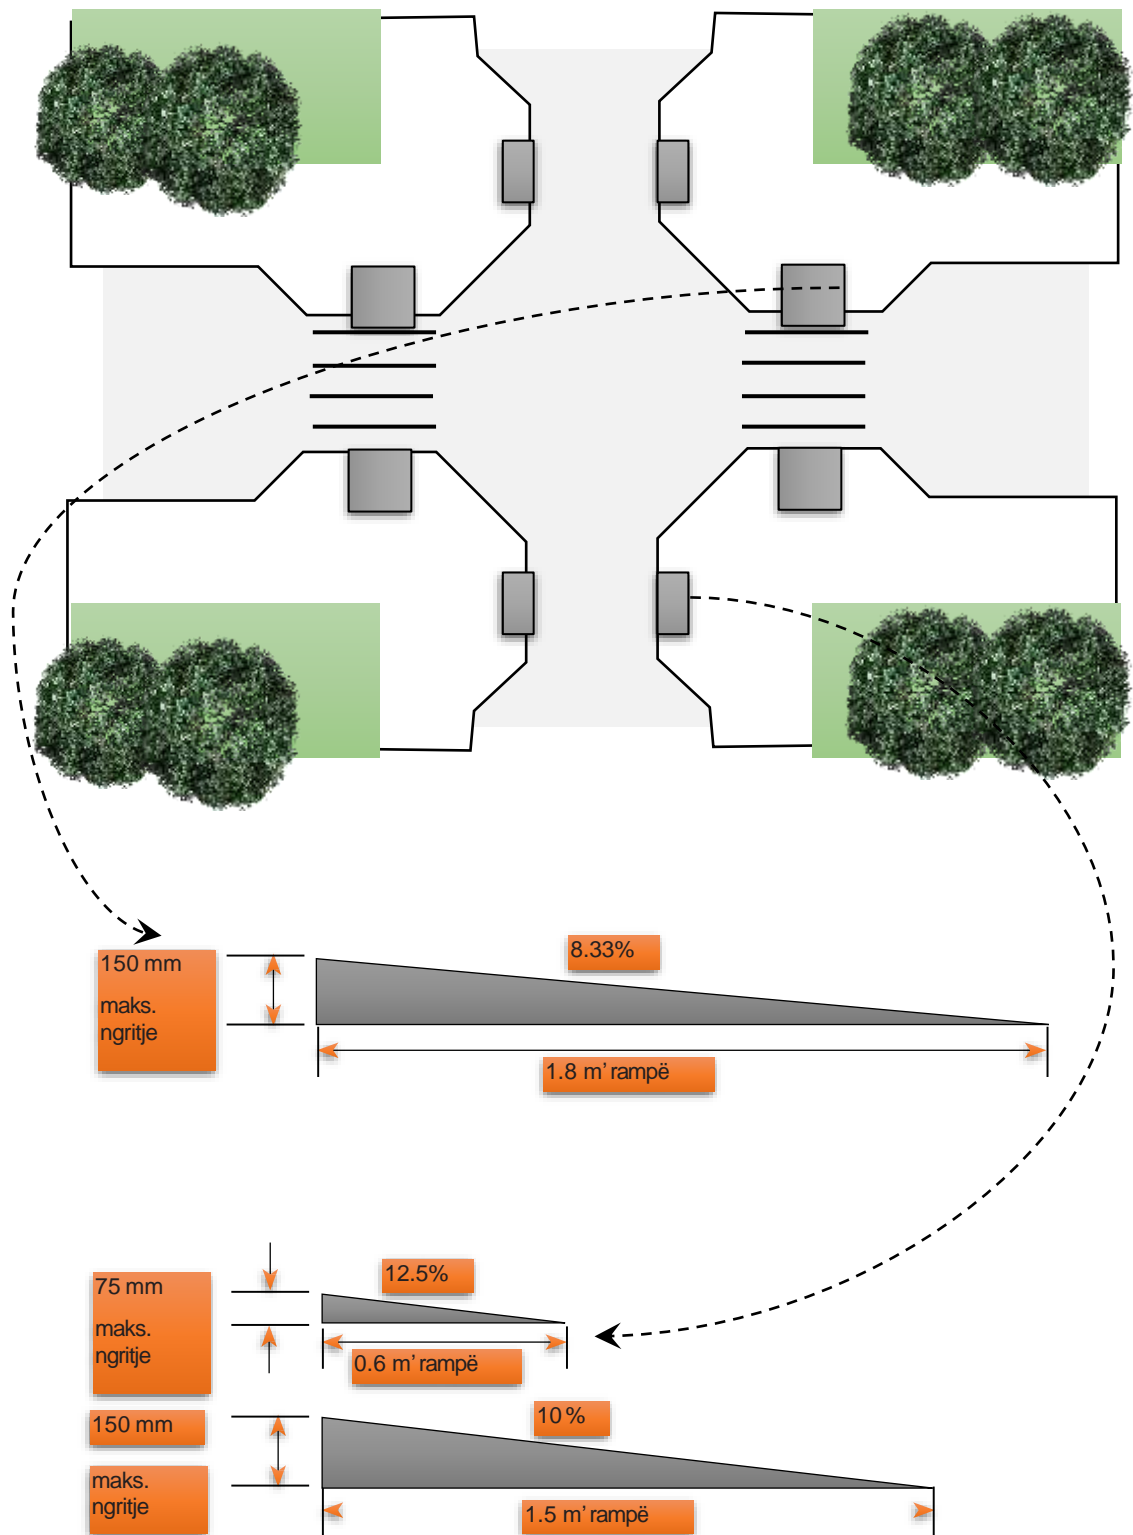 150 mm
maks.
ngritje
8.33%
1.8 m’ rampë
75 mm
maks.
ngritje
12.5%
0.6 m’ rampë
150 mm
maks.
ngritje
10 %
1.5 m’ rampë